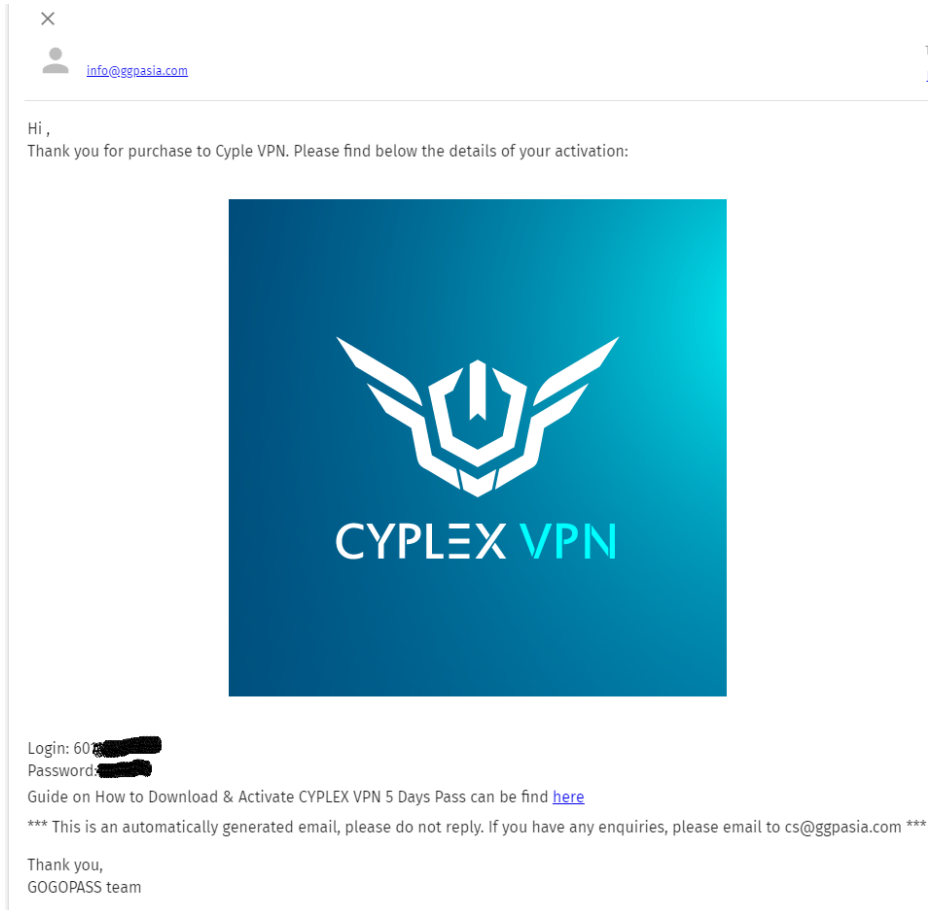 info@ggpasia.com
Hi ,
Thank you for purchase to Cyple VPN. Please find below the details of your activation:
CYPLEX VPN
Login: 601
Password:
Guide on How to Download & Activate CYPLEX VPN 5 Days Pass can be find here
*** This is an automatically generated email, please do not reply. If you have any enquiries, please email to cs@ggpasia.com ***
Thank you,
GOGOPASS team